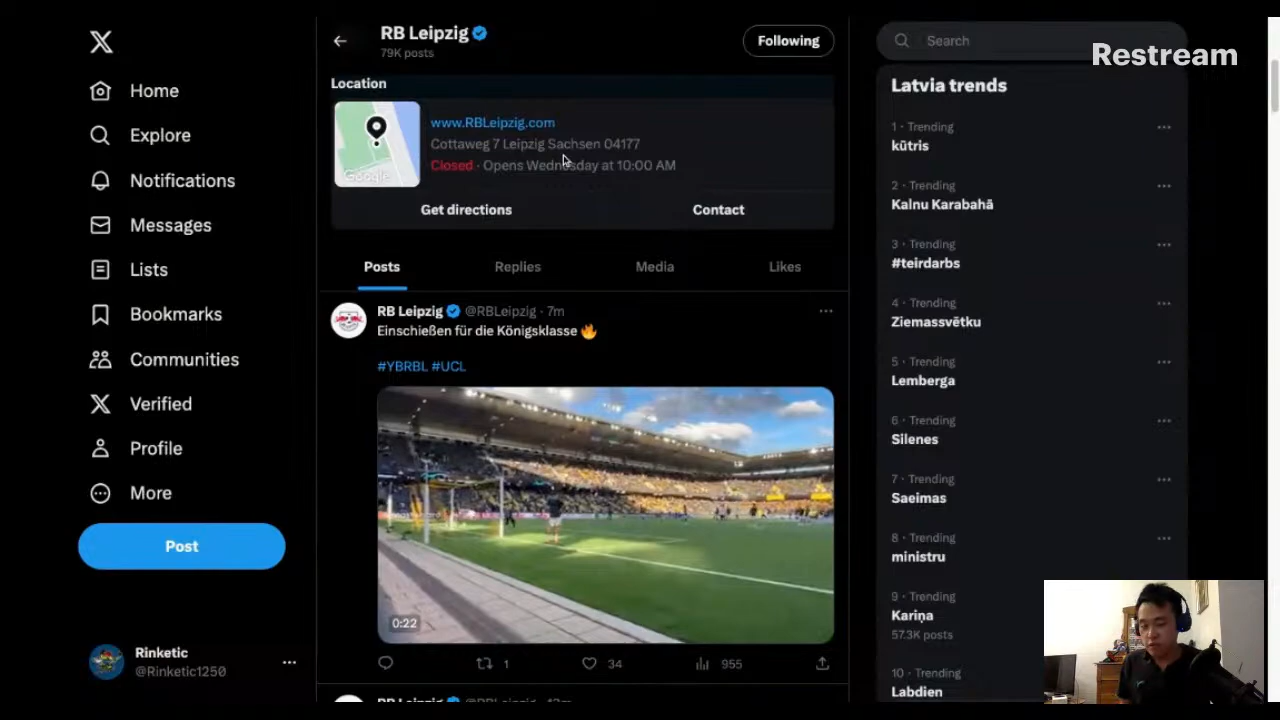 Home
Explore
Notifications
Messages
Lists
Bookmarks
Communities
Verified
Profile
More
Post
Rinketic
@Rinketic1250
RB Leipzig
79K posts
Following
Location
www.RBLeipzig.com
Cottaweg 7 Leipzig Sachsen 04177
Closed · Opens Wednesday at 10:00 AM
Google
Get directions
Contact
Posts
Replies
Media
Likes
RB Leipzig @RBLeipzig · 7m
Einschießen für die Königsklasse 🔥
#YBRBL #UCL
0:22
1
34
955
RB Leipzig @RBLeipzig
Search
Restream
Latvia trends
1 · Trending
kūtris
2 · Trending
Kalnu Karabahā
3 · Trending
#teirdarbs
4 · Trending
Ziemassvētku
5 · Trending
Lemberga
6 · Trending
Silenes
7 · Trending
Saeimas
8 · Trending
ministru
9 · Trending
Kariņa
57.3K posts
10 · Trending
Labdien